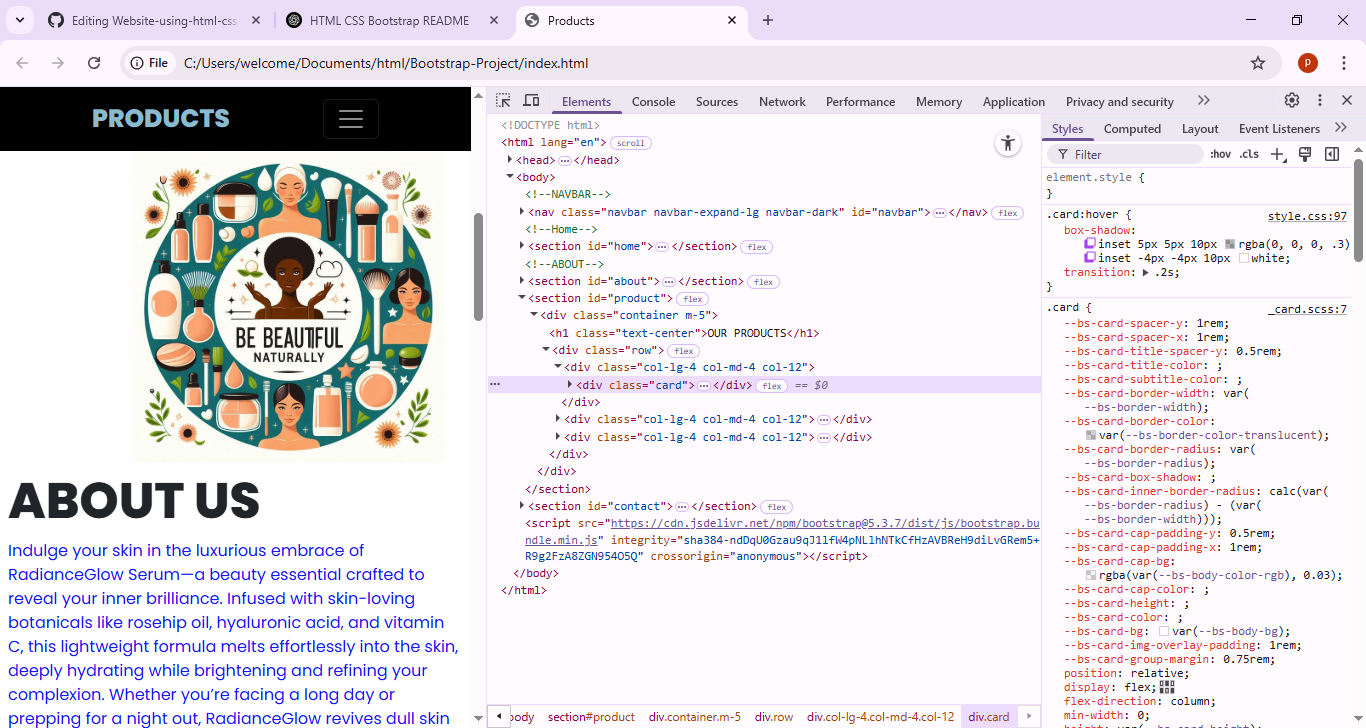 Editing Website-using-html-css
HTML CSS Bootstrap README
Products
File
C:/Users/welcome/Documents/html/Bootstrap-Project/index.html
p
PRODUCTS
BE BEAUTIFUL
NATURALLY
ABOUT US
Indulge your skin in the luxurious embrace of
RadianceGlow Serum—a beauty essential crafted to
reveal your inner brilliance. Infused with skin-loving
botanicals like rosehip oil, hyaluronic acid, and vitamin
C, this lightweight formula melts effortlessly into the skin,
deeply hydrating while brightening and refining your
complexion. Whether you’re facing a long day or
prepping for a night out, RadianceGlow revives dull skin
Elements Console Sources Network Performance Memory Application Privacy and security
<!DOCTYPE html>
<html lang="en"> scroll
<head> </head>
<body>
<!--NAVBAR-->
<nav class="navbar navbar-expand-lg navbar-dark" id="navbar"> </nav> flex
<!--Home-->
<section id="home"> </section> flex
<!--ABOUT-->
<section id="about"> </section> flex
<section id="product"> flex
<div class="container m-5">
<h1 class="text-center">OUR PRODUCTS</h1>
<div class="row"> flex
<div class="col-lg-4 col-md-4 col-12">
<div class="card"> </div> flex == $0
</div>
<div class="col-lg-4 col-md-4 col-12"> </div>
<div class="col-lg-4 col-md-4 col-12"> </div>
</div>
</div>
</section>
<section id="contact"> </section> flex
<script src="https://cdn.jsdelivr.net/npm/bootstrap@5.3.7/dist/js/bootstrap.bu
ndle.min.js" integrity="sha384-ndDqU0Gzau9qJ1lfW4pNLlhNTkCfHzAVBReH9diLvGRem5+
R9g2FzA8ZGN954O5Q" crossorigin="anonymous"></script>
</body>
</html>
body section#product div.container.m-5 div.row div.col-lg-4.col-md-4.col-12 div.card
Styles Computed Layout Event Listeners
Filter :hov .cls
element.style {
}
.card:hover { style.css:97
box-shadow:
inset 5px 5px 10px rgba(0, 0, 0, .3)
inset -4px -4px 10px white;
transition: .2s;
}
.card { _card.scss:7
--bs-card-spacer-y: 1rem;
--bs-card-spacer-x: 1rem;
--bs-card-title-spacer-y: 0.5rem;
--bs-card-title-color: ;
--bs-card-subtitle-color: ;
--bs-card-border-width: var(
--bs-border-width);
--bs-card-border-color:
var(--bs-border-color-translucent);
--bs-card-border-radius: var(
--bs-border-radius);
--bs-card-box-shadow: ;
--bs-card-inner-border-radius: calc(var(
--bs-border-radius) - (var(
--bs-border-width)));
--bs-card-cap-padding-y: 0.5rem;
--bs-card-cap-padding-x: 1rem;
--bs-card-cap-bg:
rgba(var(--bs-body-color-rgb), 0.03);
--bs-card-cap-color: ;
--bs-card-height: ;
--bs-card-color: ;
--bs-card-bg: var(--bs-body-bg);
--bs-card-img-overlay-padding: 1rem;
--bs-card-group-margin: 0.75rem;
position: relative;
display: flex;
flex-direction: column;
min-width: 0;